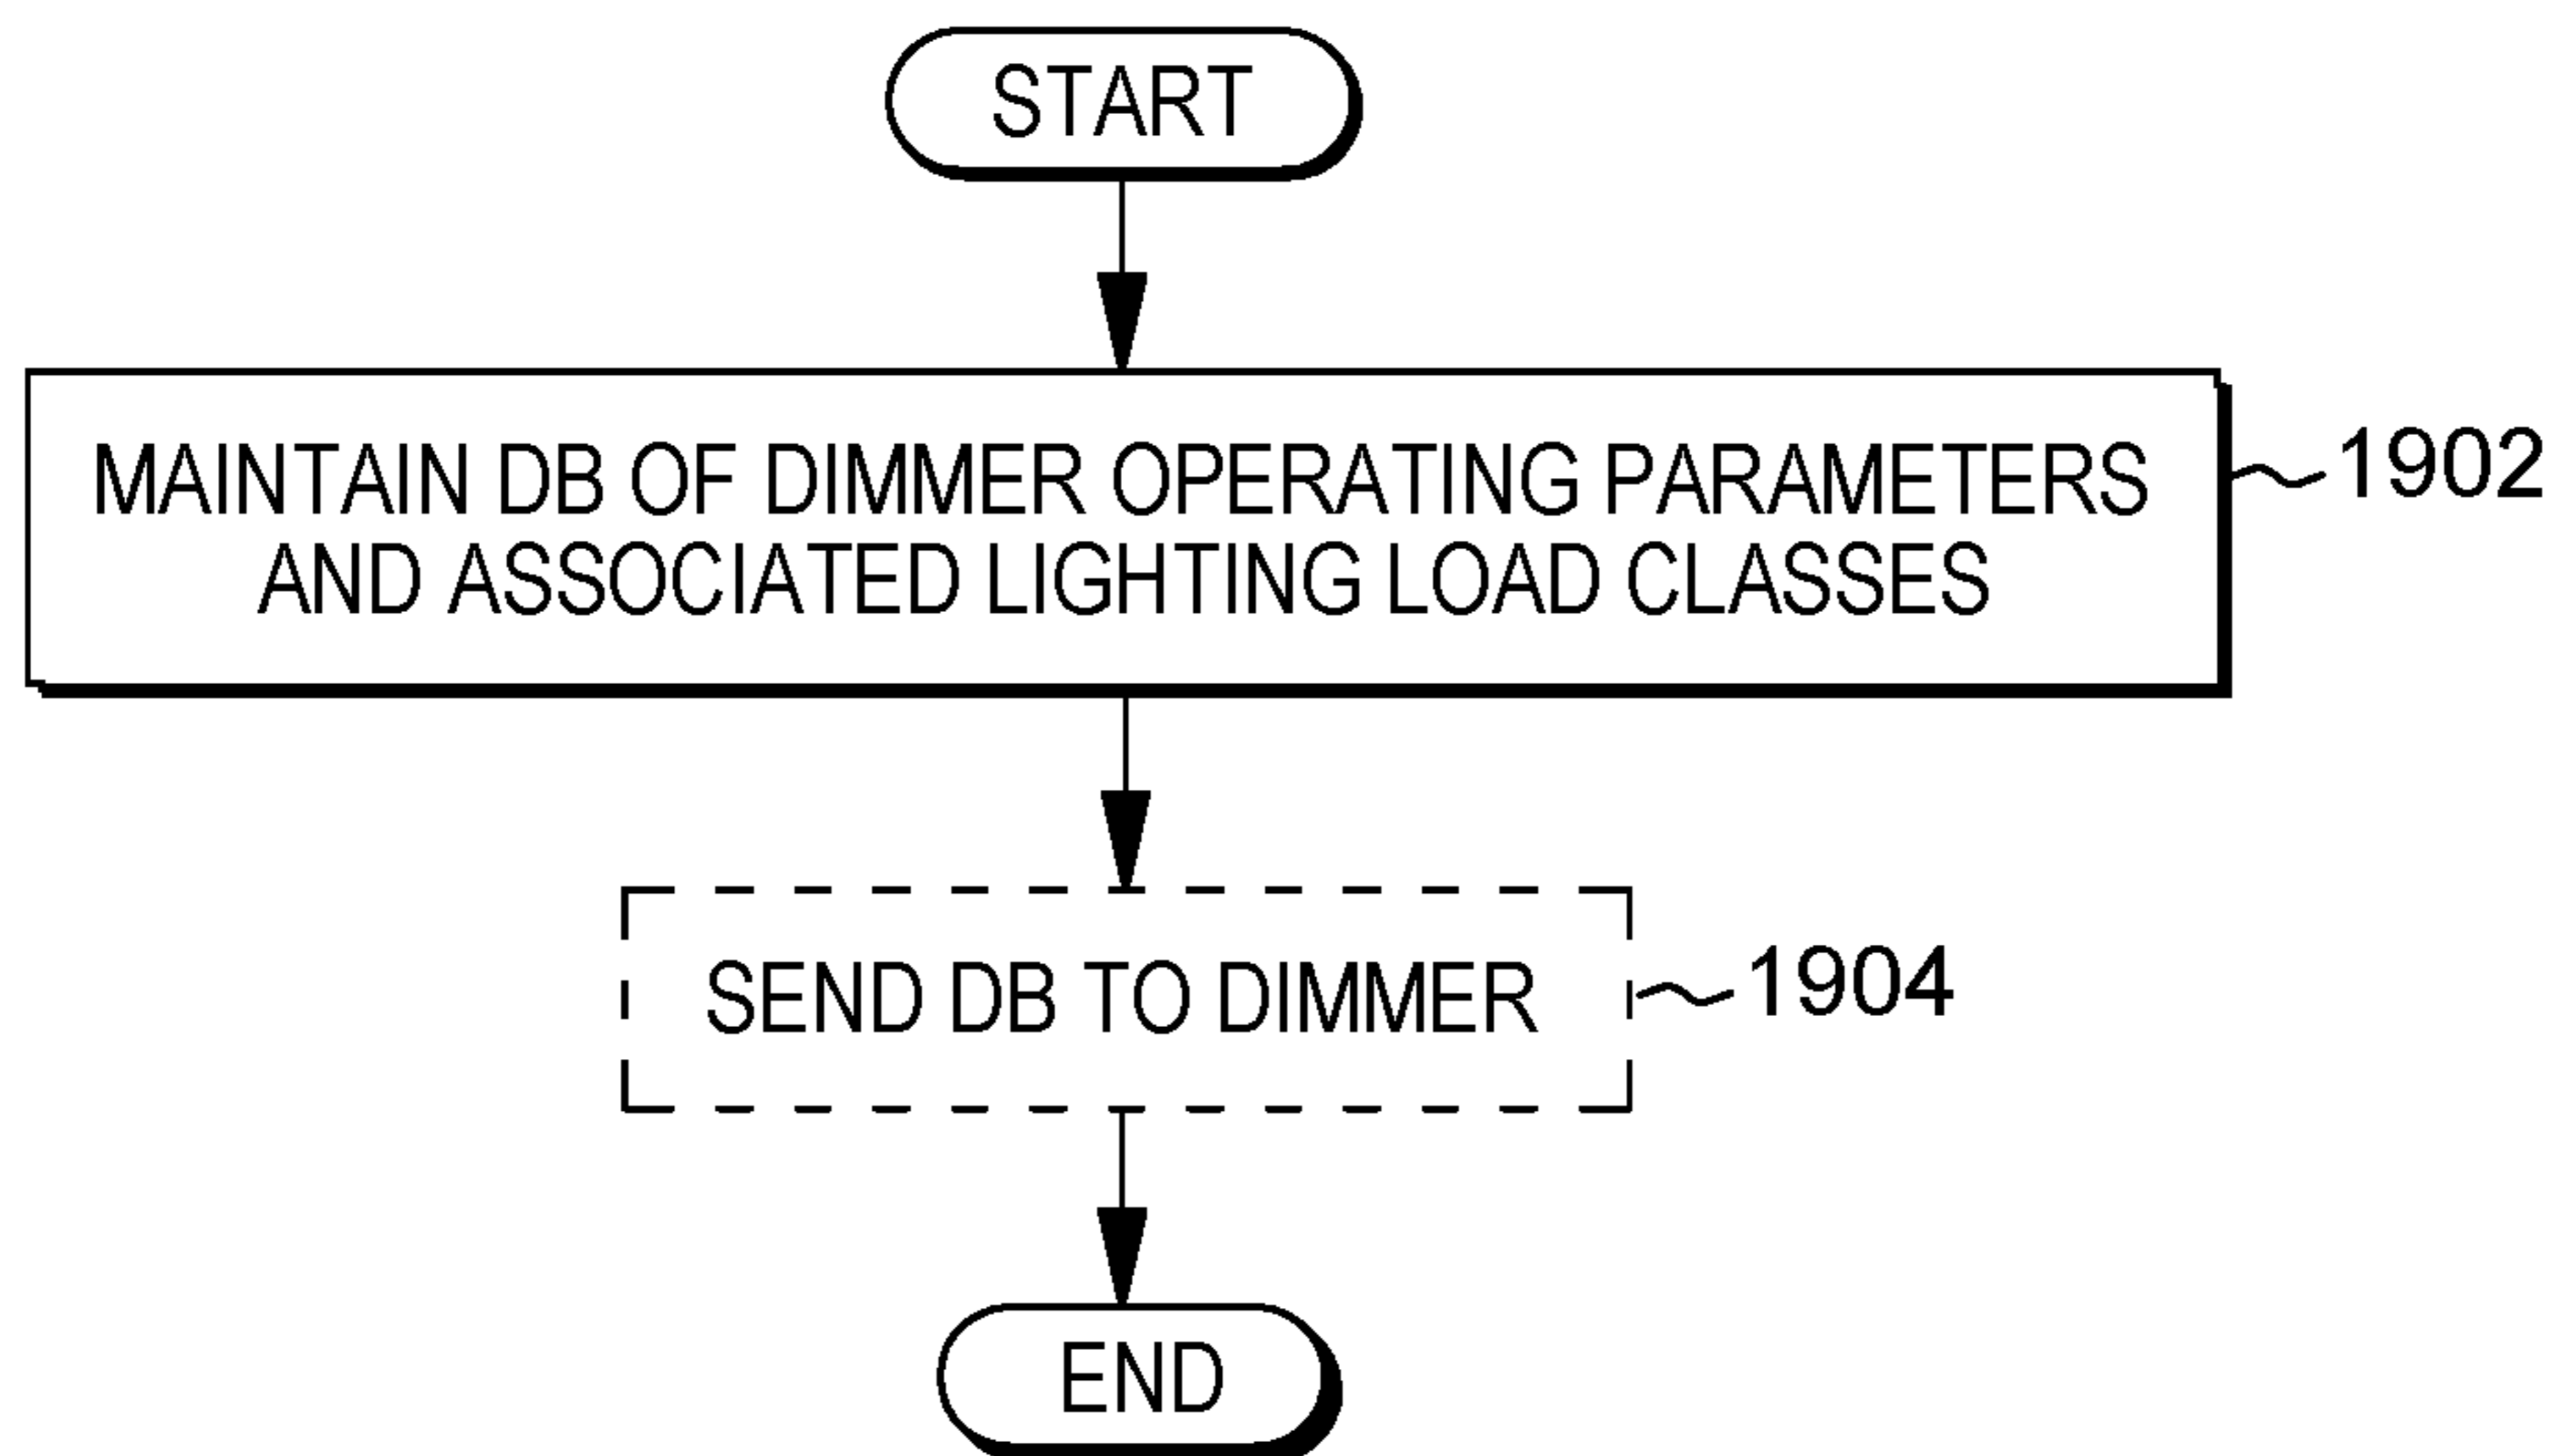 START
MAINTAIN DB OF DIMMER OPERATING PARAMETERS
AND ASSOCIATED LIGHTING LOAD CLASSES
1902
SEND DB TO DIMMER
1904
END